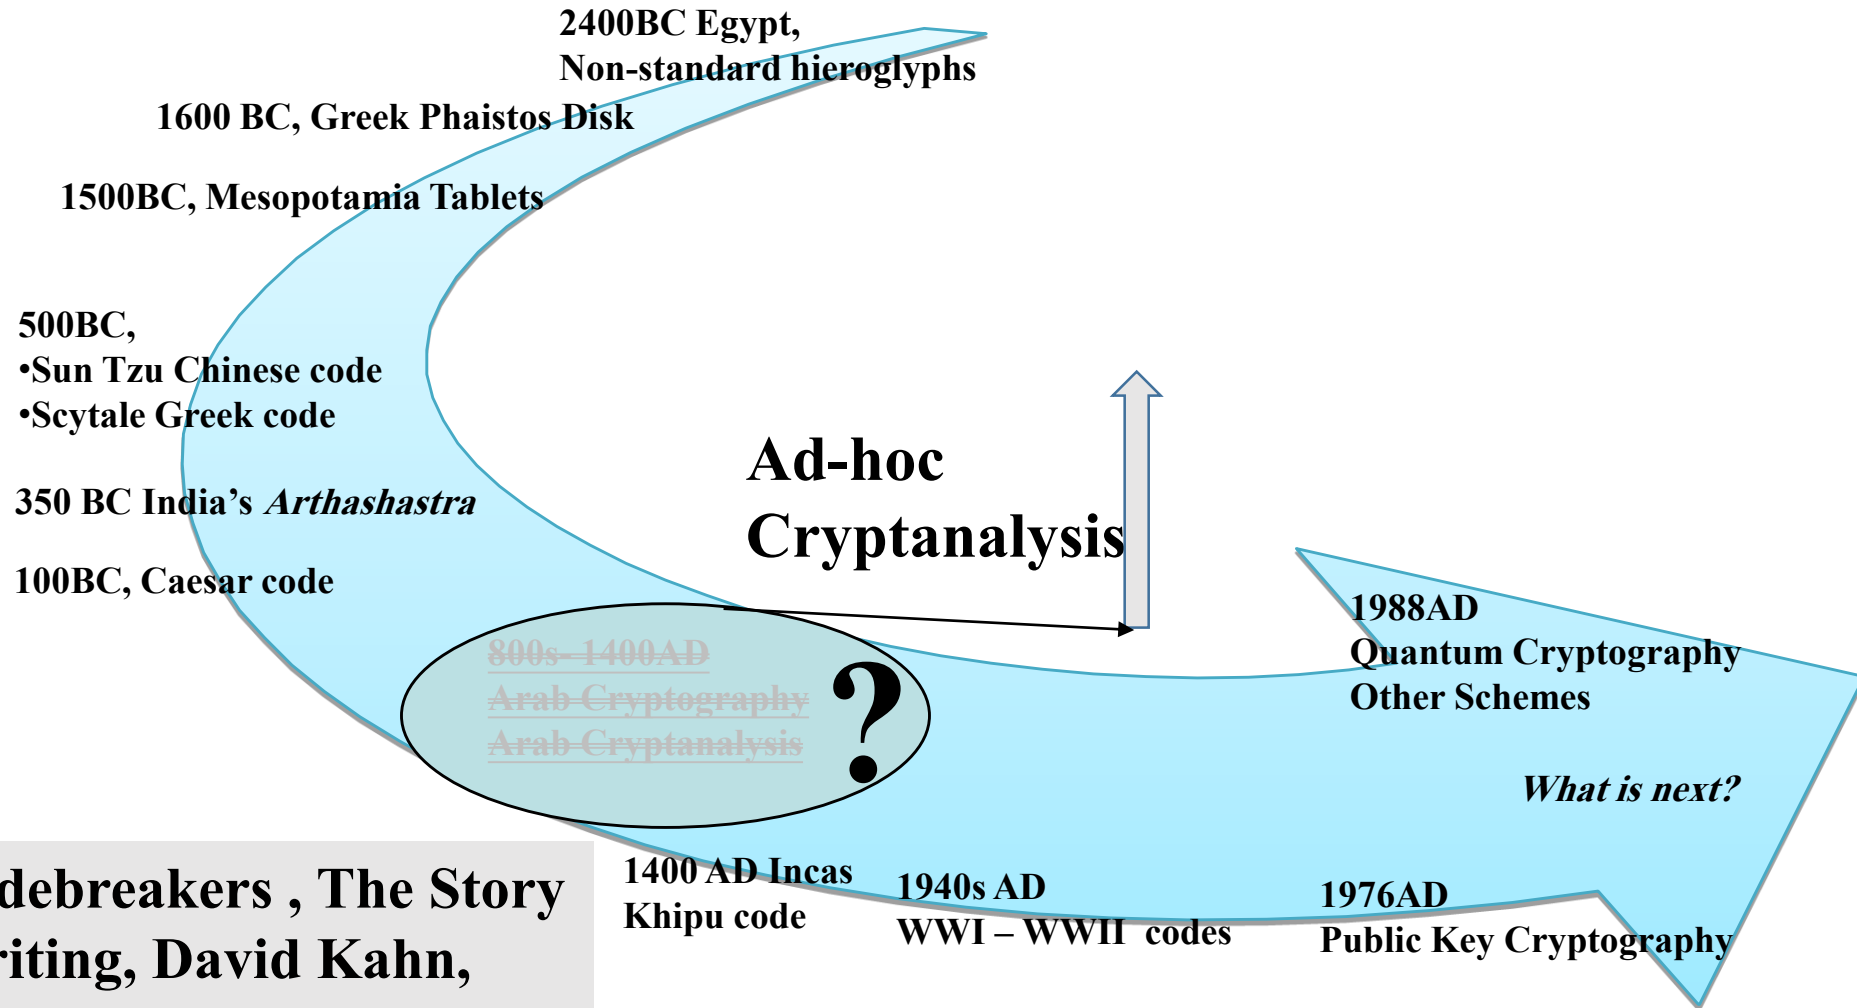 2400BC Egypt,
Non-standard hieroglyphs
1600 BC, Greek Phaistos Disk
1500BC, Mesopotamia Tablets
500BC,
•Sun Tzu Chinese code
•Scytale Greek code
350 BC India’s Arthashastra
100BC, Caesar code
Ad-hoc
Cryptanalysis
800s- 1400AD
Arab Cryptography
Arab Cryptanalysis
?
1400 AD Incas
Khipu code
1940s AD
WWI – WWII codes
1976AD
Public Key Cryptography
1988AD
Quantum Cryptography
Other Schemes
What is next?
debreakers , The Story
riting, David Kahn,